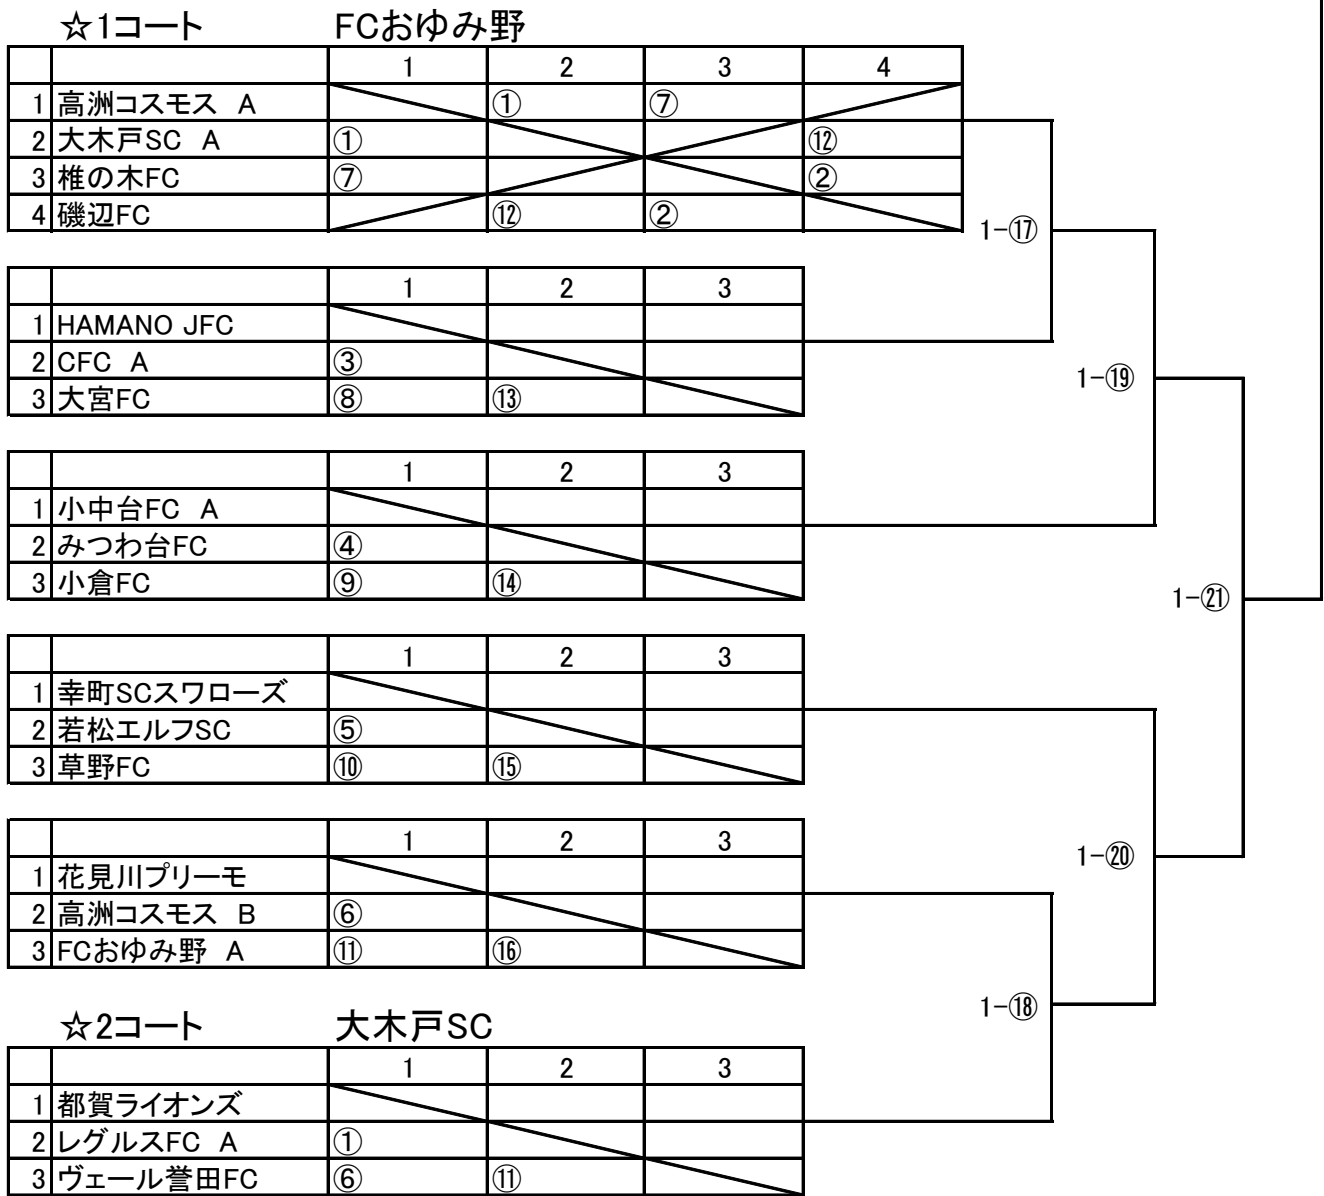 ☆1コート FCおゆみ野
1 2 3 4
1 高洲コスモス A ① ⑦
2 大木戸SC A ① ⑫
3 椎の木FC ⑦ ②
4 磯辺FC ⑫ ②
1-⑰
1 2 3
1 HAMANO JFC
2 CFC A ③
1-⑲
3 大宮FC ⑧ ⑬
1 2 3
1 小中台FC A
2 みつわ台FC ④
3 小倉FC ⑨ ⑭
1-㉑
1 2 3
1 幸町SCスワローズ
2 若松エルフSC ⑤
3 草野FC ⑩ ⑮
1 2 3
1-⑳
1 花見川プリーモ
2 高洲コスモス B ⑥
3 FCおゆみ野 A ⑪ ⑯
1-⑱
☆2コート 大木戸SC
1 2 3
1 都賀ライオンズ
2 レグルスFC A ①
3 ヴェール誉田FC ⑥ ⑪